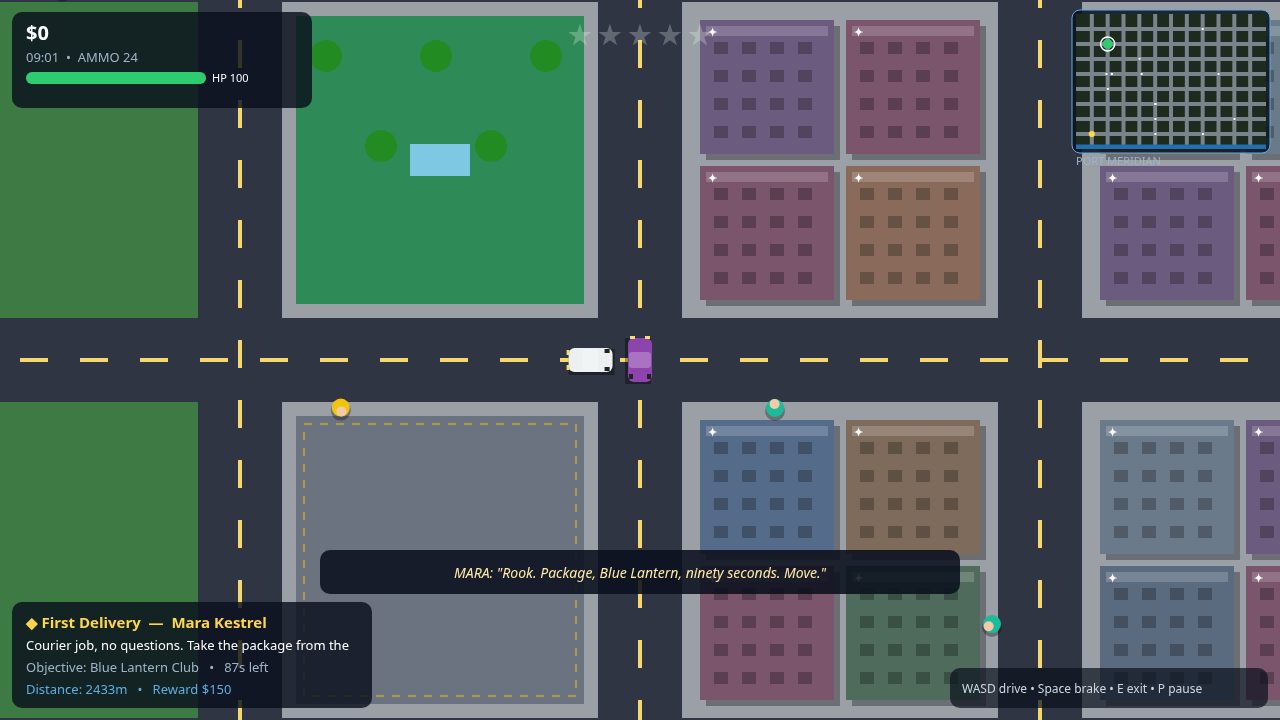 $0
09:01 • AMMO 24
HP 100
PORT MERIDIAN
MARA: "Rook. Package, Blue Lantern, ninety seconds. Move."
◆ First Delivery — Mara Kestrel
Courier job, no questions. Take the package from the
Objective: Blue Lantern Club • 87s left
Distance: 2433m • Reward $150
WASD drive • Space brake • E exit • P pause